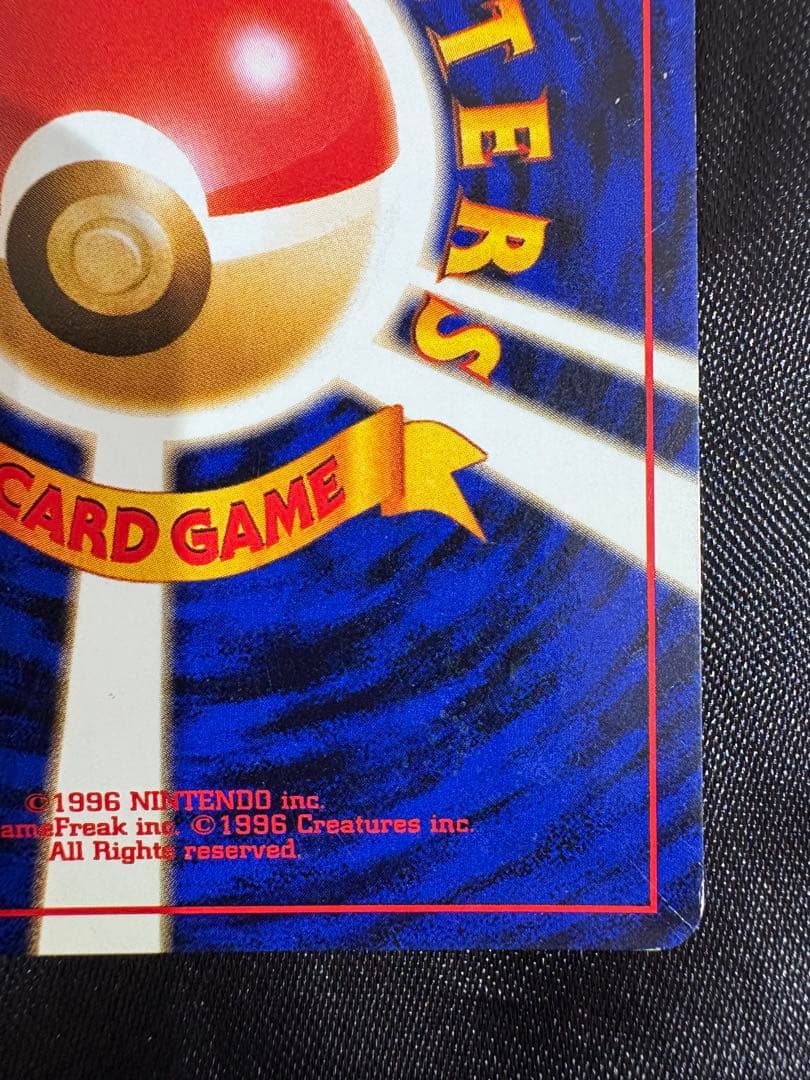 TERS
CARD GAME
©1996 NINTENDO inc.
ameFreak inc. ©1996 Creatures inc.
All Rights reserved.